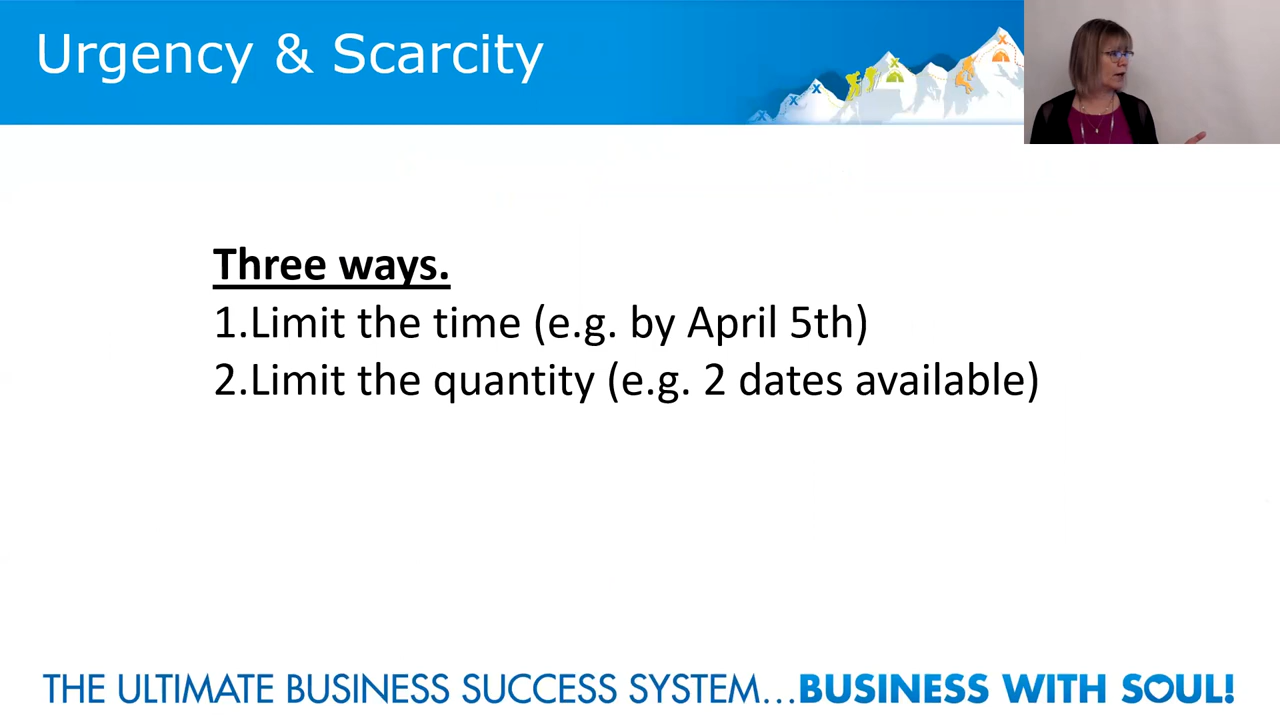 Urgency & Scarcity
Three ways.
1.Limit the time (e.g. by April 5th)
2.Limit the quantity (e.g. 2 dates available)
THE ULTIMATE BUSINESS SUCCESS SYSTEM...BUSINESS WITH SOUL!